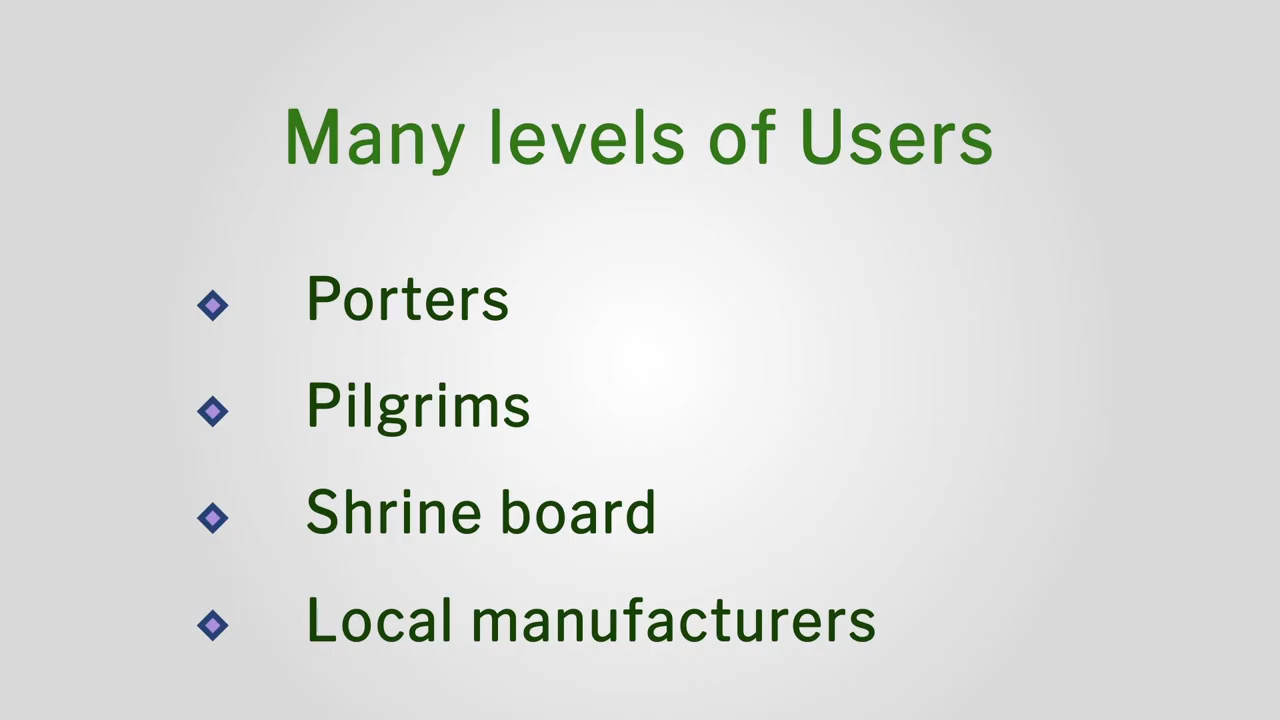 Many levels of Users
Porters
Pilgrims
Shrine board
Local manufacturers